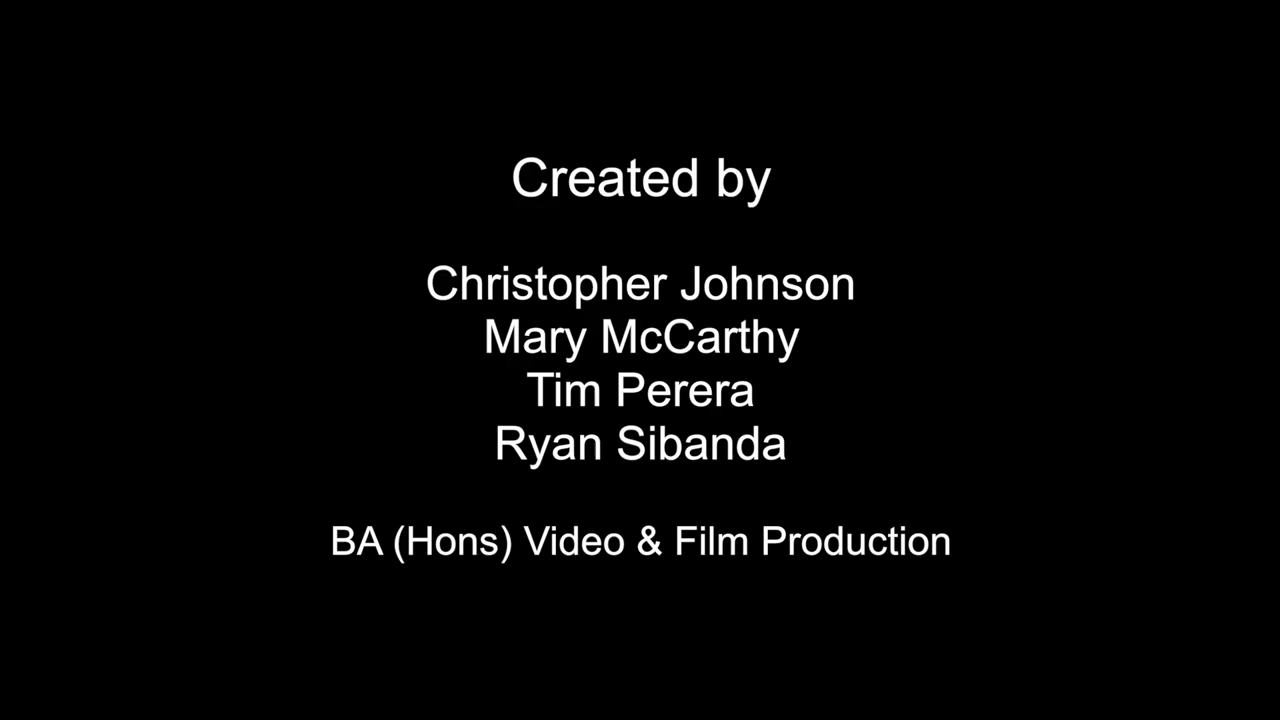 Created by
Christopher Johnson
Mary McCarthy
Tim Perera
Ryan Sibanda
BA (Hons) Video & Film Production